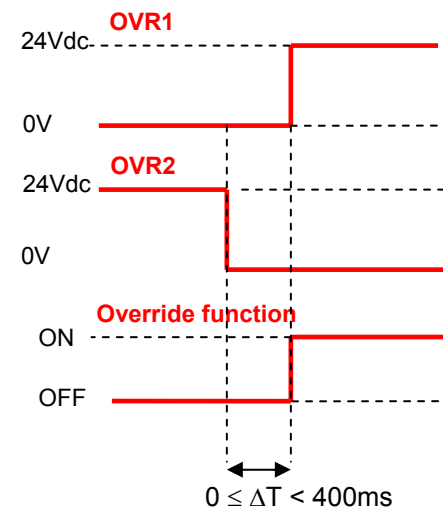 OVR1
24Vdc
0V
OVR2
24Vdc
0V
Override function
ON
OFF
0 ≤ ΔT < 400ms